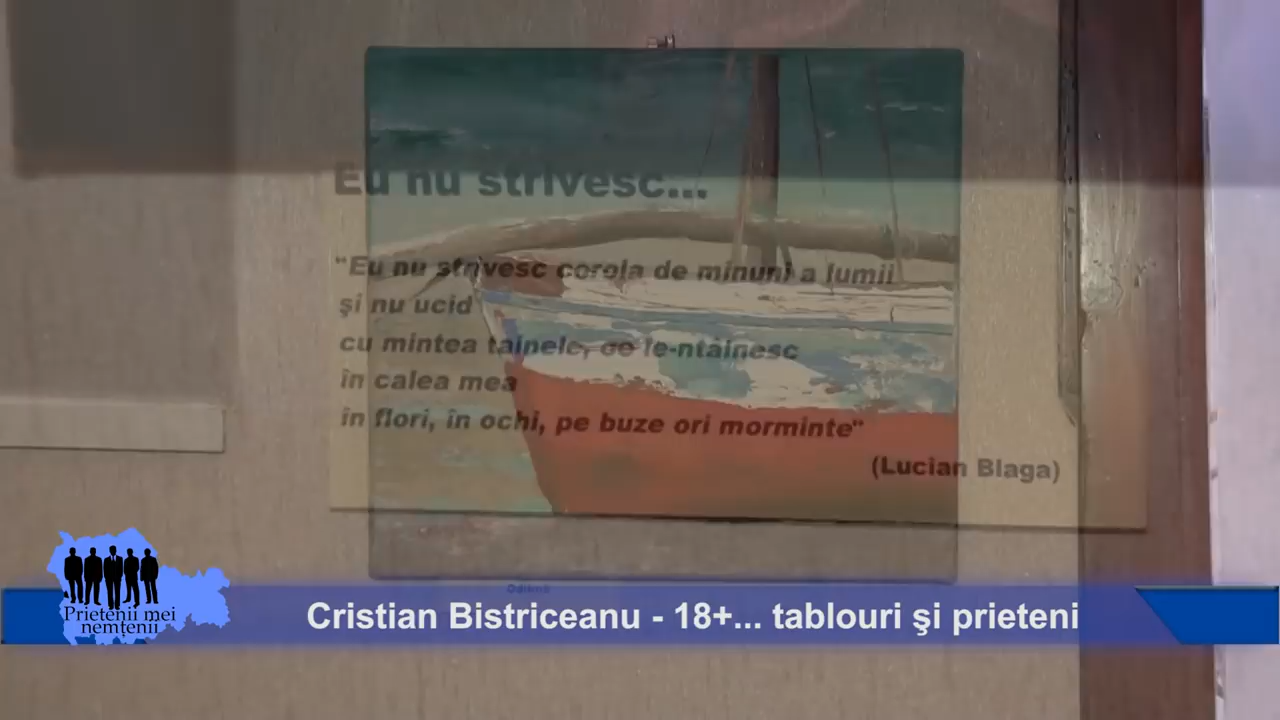 Eu nu strivesc...
"Eu nu strivesc corola de minuni a lumii
şi nu ucid
cu mintea tainele, ce le-ntâlnesc
în calea mea
în flori, în ochi, pe buze ori morminte"
(Lucian Blaga)
Odihnă
Prietenii mei
nemțenii
Cristian Bistriceanu - 18+... tablouri şi prieteni